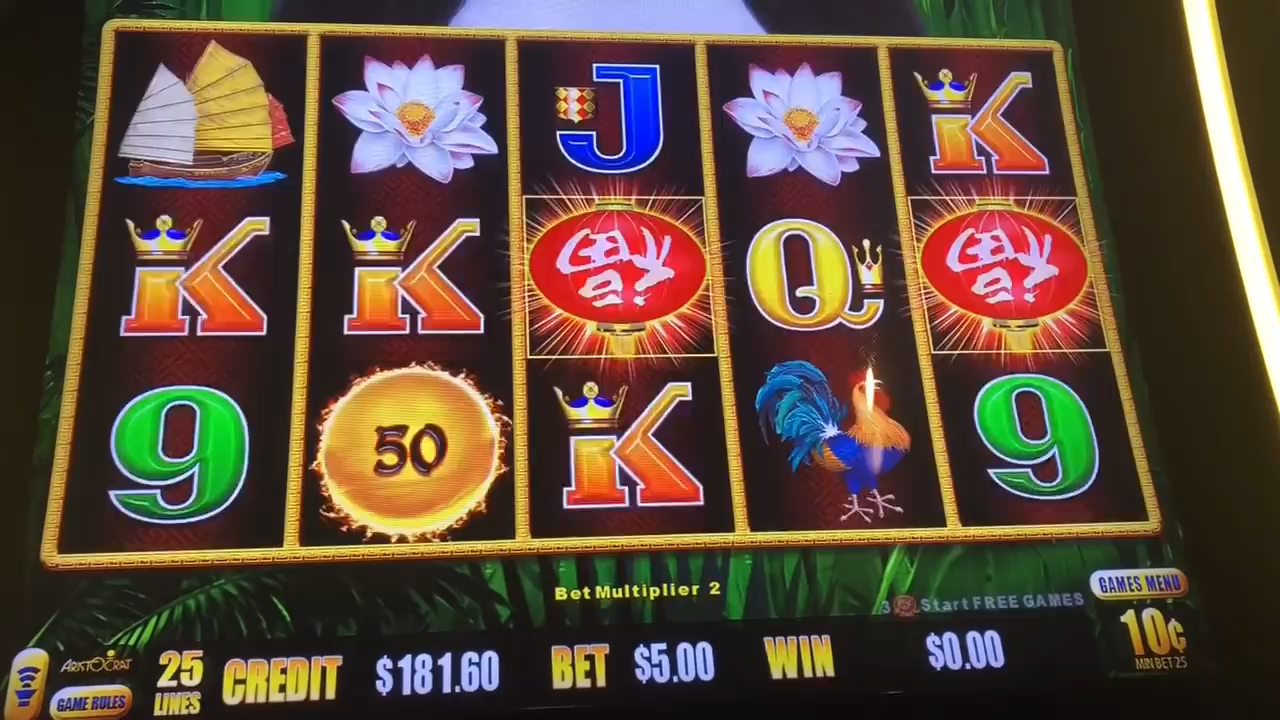 J
K
K
K
Q
9
50
K
9
Bet Multiplier 2
3 Start FREE GAMES
GAMES MENU
ARISTOCRAT
GAME RULES
25
LINES
CREDIT $181.60
BET $5.00
WIN $0.00
10¢
MIN BET 25